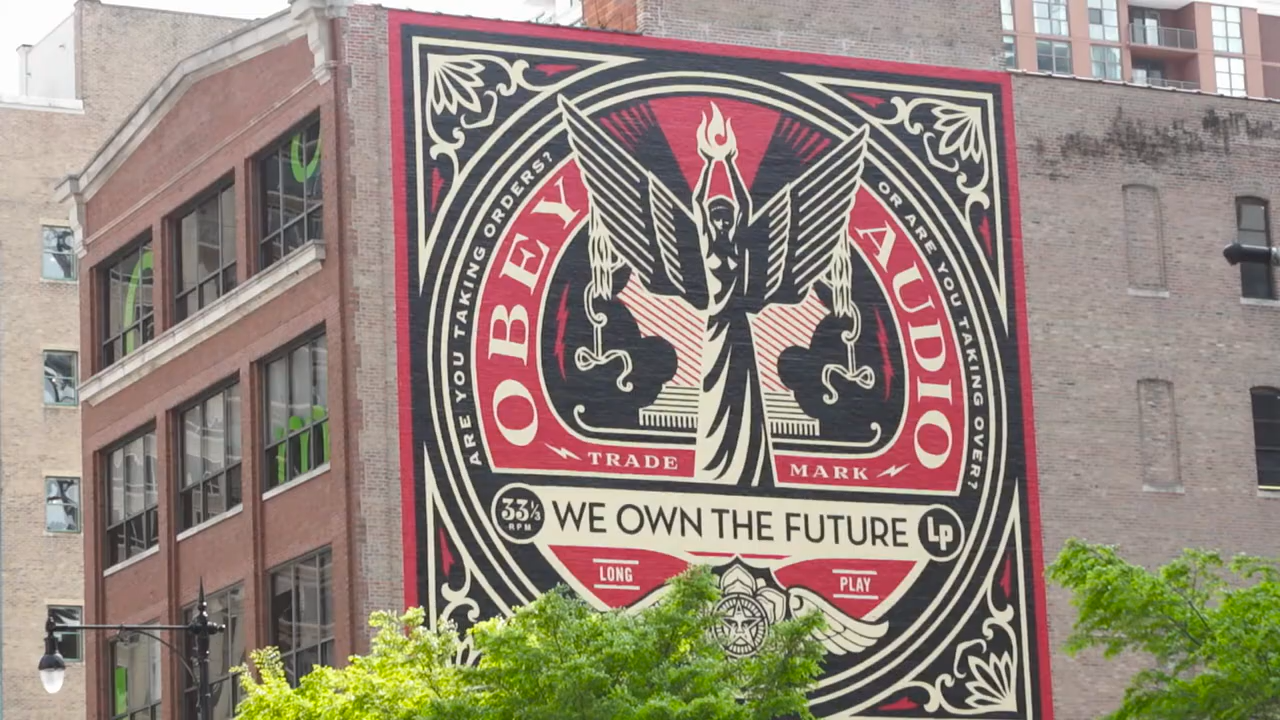 ARE YOU TAKING ORDERS?
OR ARE YOU TAKING OVER?
OBEY
AUDIO
TRADE
MARK
33⅓
RPM
WE OWN THE FUTURE
LP
LONG
PLAY